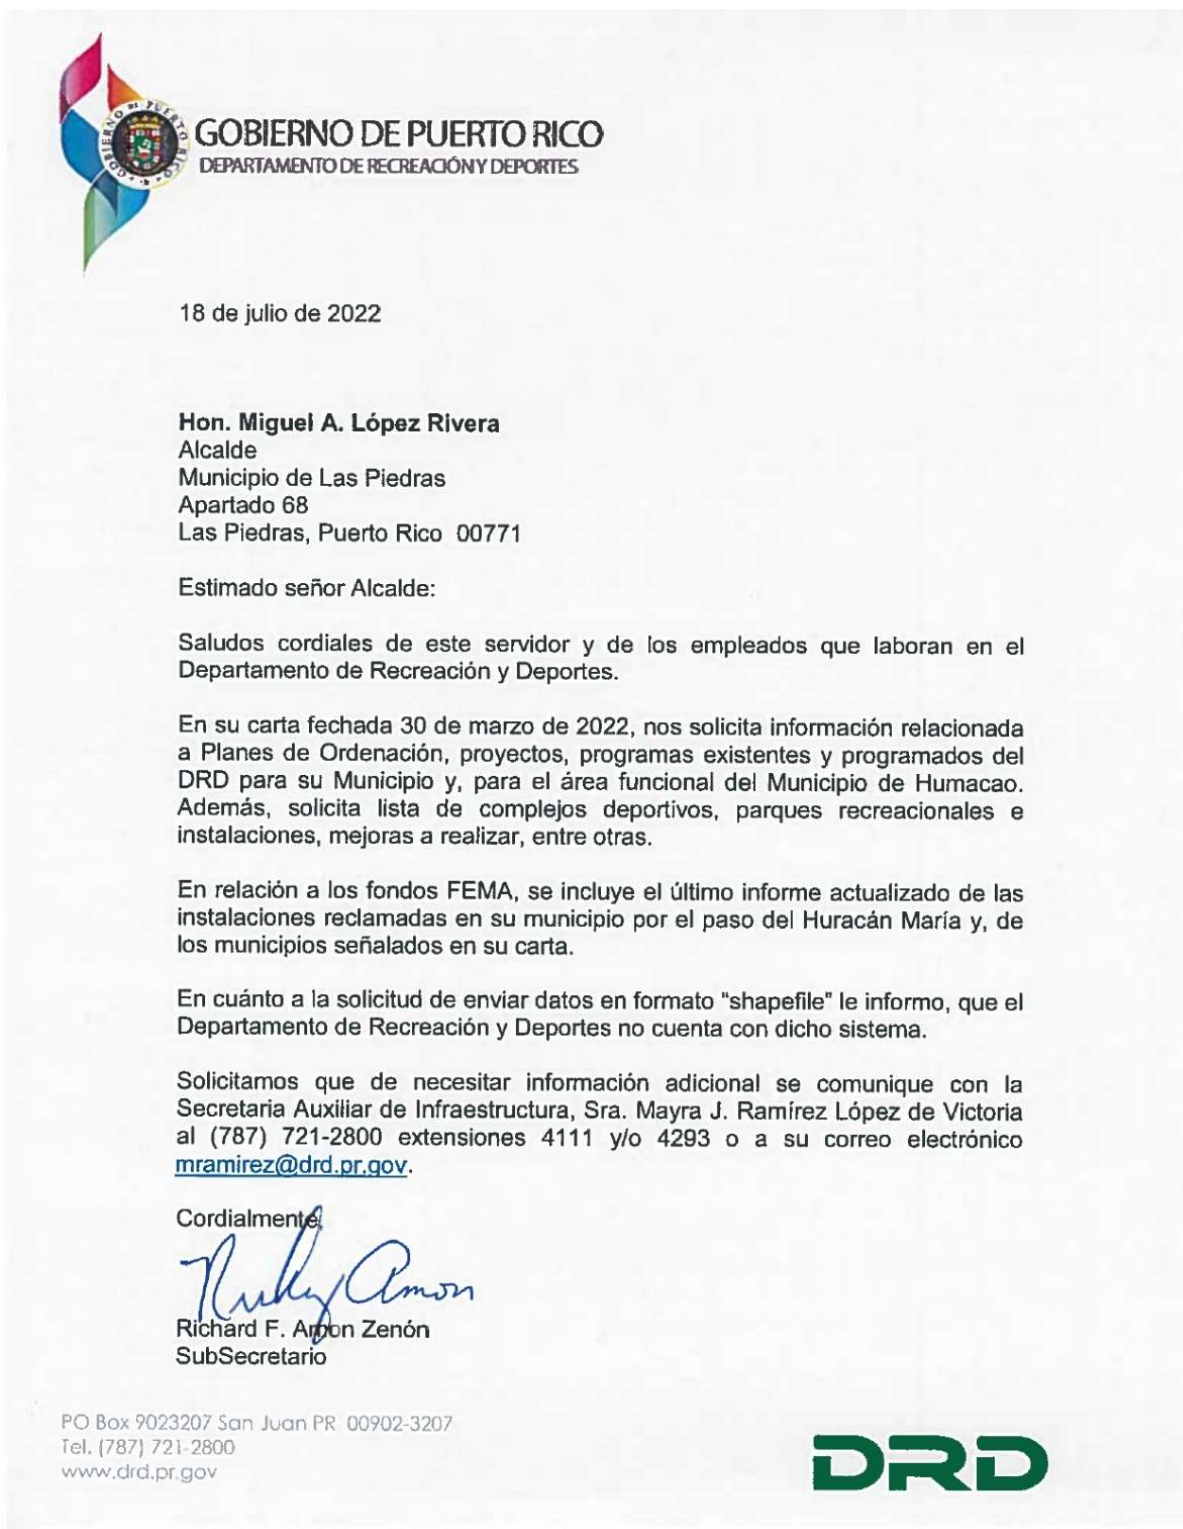 GOBIERNO DE PUERTO RICO
GOBIERNO DE PUERTO RICO
DEPARTAMENTO DE RECREACIÓN Y DEPORTES
18 de julio de 2022
Hon. Miguel A. López Rivera
Alcalde
Municipio de Las Piedras
Apartado 68
Las Piedras, Puerto Rico 00771
Estimado señor Alcalde:
Saludos cordiales de este servidor y de los empleados que laboran en el
Departamento de Recreación y Deportes.
En su carta fechada 30 de marzo de 2022, nos solicita información relacionada
a Planes de Ordenación, proyectos, programas existentes y programados del
DRD para su Municipio y, para el área funcional del Municipio de Humacao.
Además, solicita lista de complejos deportivos, parques recreacionales e
instalaciones, mejoras a realizar, entre otras.
En relación a los fondos FEMA, se incluye el último informe actualizado de las
instalaciones reclamadas en su municipio por el paso del Huracán María y, de
los municipios señalados en su carta.
En cuánto a la solicitud de enviar datos en formato "shapefile" le informo, que el
Departamento de Recreación y Deportes no cuenta con dicho sistema.
Solicitamos que de necesitar información adicional se comunique con la
Secretaria Auxiliar de Infraestructura, Sra. Mayra J. Ramírez López de Victoria
al (787) 721-2800 extensiones 4111 y/o 4293 o a su correo electrónico
mramirez@drd.pr.gov.
Cordialmente,
Richard F. Amon Zenón
SubSecretario
PO Box 9023207 San Juan PR 00902-3207
Tel. (787) 721-2800
www.drd.pr.gov
DRD